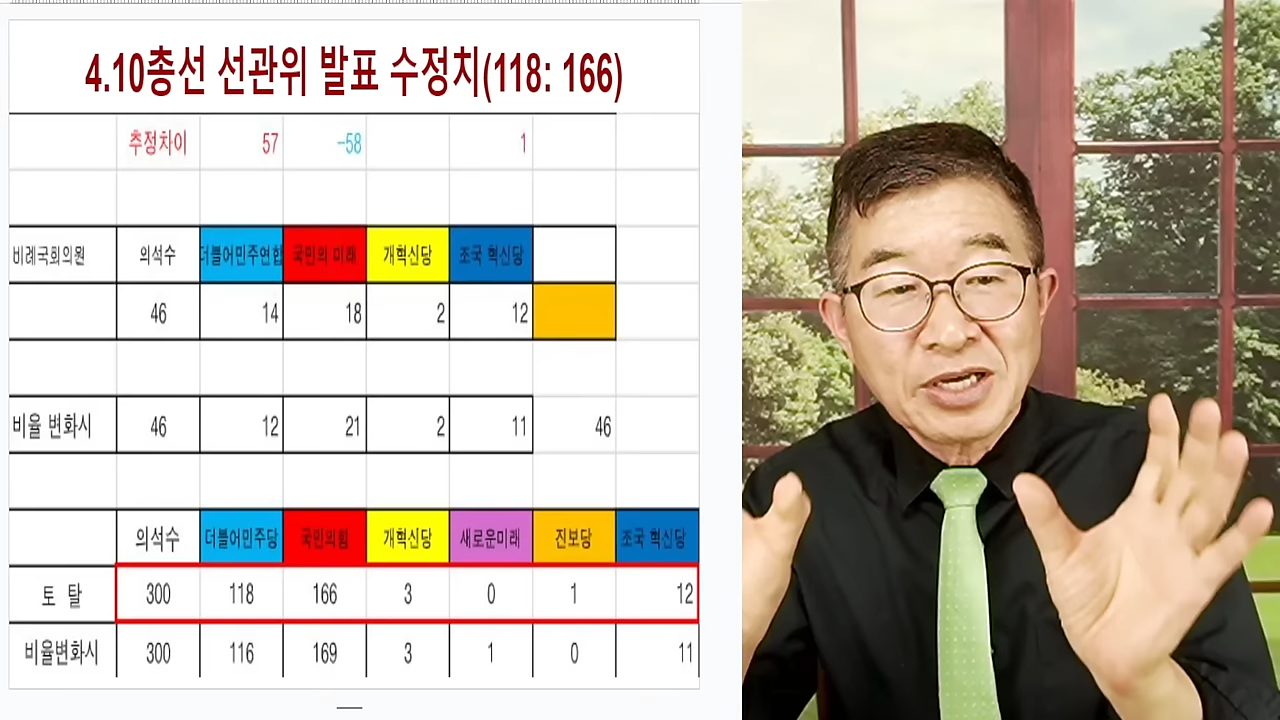 4.10총선 선관위 발표 수정치(118: 166)
추정차이 57 -58 1
비례국회의원 의석수 더불어민주연합 국민의 미래 개혁신당 조국 혁신당
46 14 18 2 12
비율 변화시 46 12 21 2 11 46
의석수 더불어민주당 국민의힘 개혁신당 새로운미래 진보당 조국 혁신당
토 탈 300 118 166 3 0 1 12
비율변화시 300 116 169 3 1 0 11